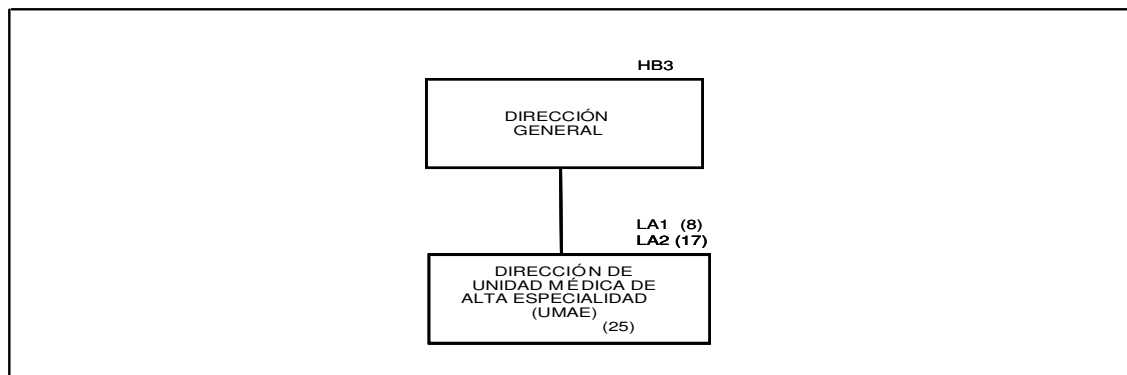 HB3
DIRECCIÓN
GENERAL
LA1 (8)
LA2 (17)
DIRECCIÓN DE
UNIDAD MÉDICA DE
ALTA ESPECIALIDAD
(UMAE)
(25)